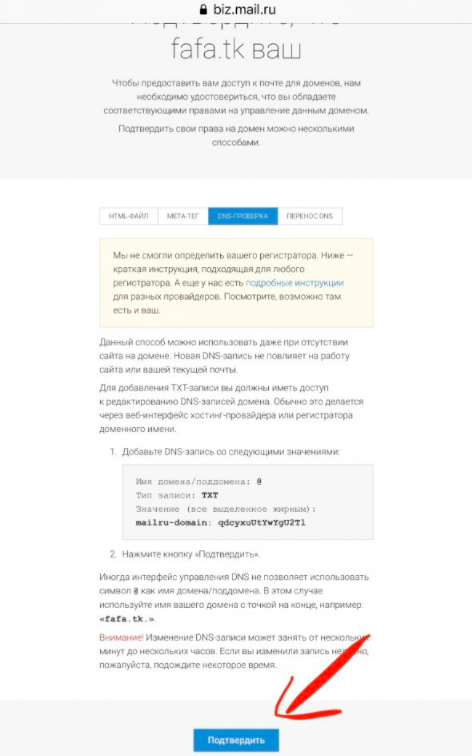 biz.mail.ru
Подтвердите, что
fafa.tk ваш
Чтобы предоставить вам доступ к почте для доменов, нам
необходимо удостовериться, что вы обладаете
соответствующими правами на управление данным доменом.
Подтвердить свои права на домен можно несколькими
способами.
HTML-ФАЙЛ МЕТА-ТЕГ DNS-ПРОВЕРКА ПЕРЕНОС DNS
Мы не смогли определить вашего регистратора. Ниже —
краткая инструкция, подходящая для любого
регистратора. А еще у нас есть подробные инструкции
для разных провайдеров. Посмотрите, возможно там
есть и ваш.
Данный способ можно использовать даже при отсутствии
сайта на домене. Новая DNS-запись не повлияет на работу
сайта или вашей текущей почты.
Для добавления TXT-записи вы должны иметь доступ
к редактированию DNS-записей домена. Обычно это делается
через веб-интерфейс хостинг-провайдера или регистратора
доменного имени.
1. Добавьте DNS-запись со следующими значениями:
Имя домена/поддомена: @
Тип записи: TXT
Значение (все выделенное жирным):
mailru-domain: qdcyxuUtYwYgU2Tl
2. Нажмите кнопку «Подтвердить».
Иногда интерфейс управления DNS не позволяет использовать
символ @ как имя домена/поддомена. В этом случае
используйте имя вашего домена с точкой на конце, например:
«fafa.tk.».
Внимание! Изменение DNS-записи может занять от нескольких
минут до нескольких часов. Если вы изменили запись недавно,
пожалуйста, подождите некоторое время.
Подтвердить